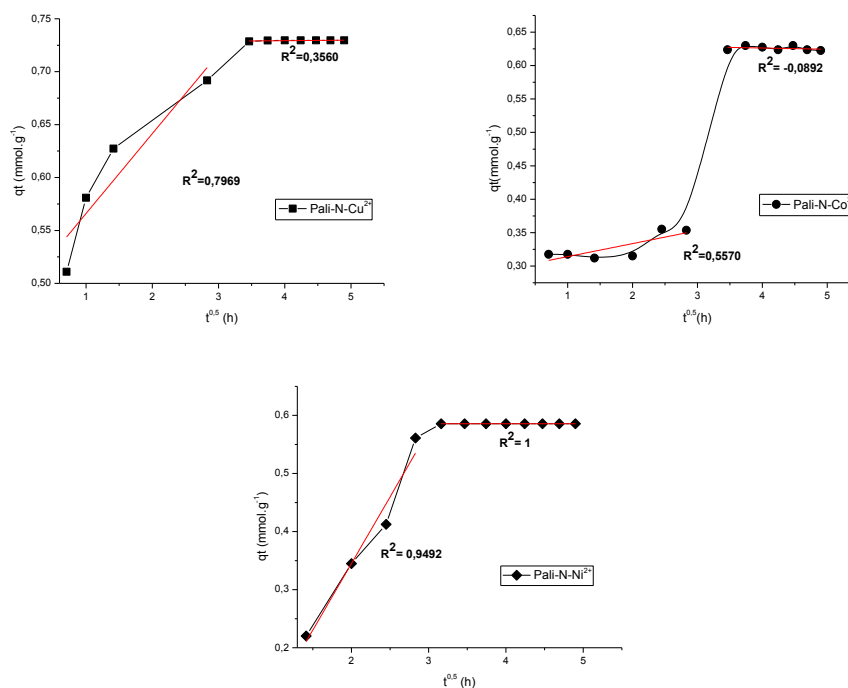 0,75
0,70
0,65
0,60
0,55
0,50
qt (mmol.g-1)
R2=0,3560
R2=0,7969
Pali-N-Cu2+
1 2 3 4 5
t0,5 (h)
0,65
0,60
0,55
0,50
0,45
0,40
0,35
0,30
qt(mmol.g-1)
R2= -0,0892
R2=0,5570
Pali-N-Co
1 2 3 4 5
t0,5(h)
0,6
0,5
0,4
0,3
0,2
qt (mmol.g-1)
R2= 1
R2= 0,9492
Pali-N-Ni2+
2 3 4 5
t0,5 (h)